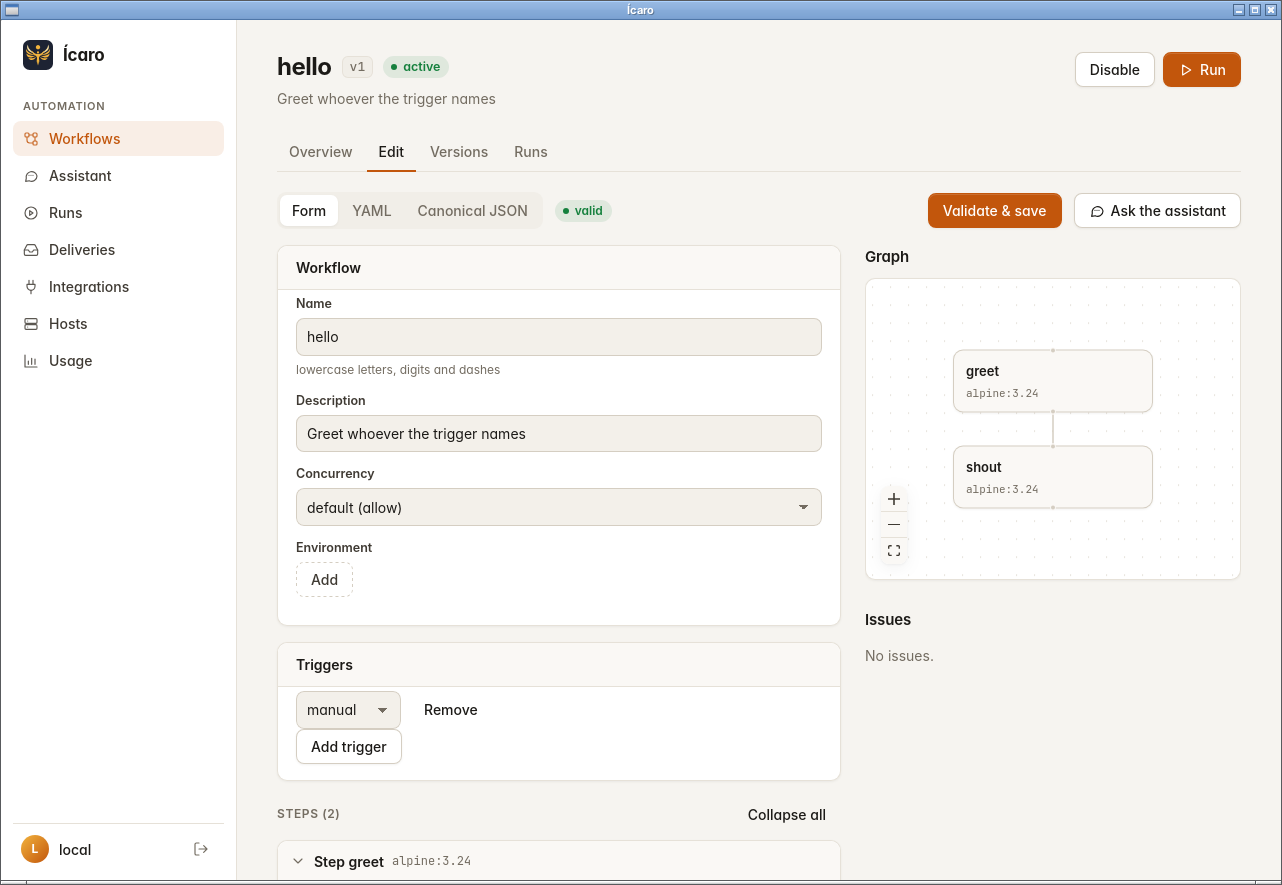 Ícaro
Ícaro
AUTOMATION
Workflows
Assistant
Runs
Deliveries
Integrations
Hosts
Usage
L local
hello v1 active
Greet whoever the trigger names
Disable Run
Overview Edit Versions Runs
Form YAML Canonical JSON valid
Validate & save Ask the assistant
Workflow
Name
hello
lowercase letters, digits and dashes
Description
Greet whoever the trigger names
Concurrency
default (allow)
Environment
Add
Triggers
manual Remove
Add trigger
STEPS (2) Collapse all
Step greet alpine:3.24
Graph
greet
alpine:3.24
shout
alpine:3.24
Issues
No issues.